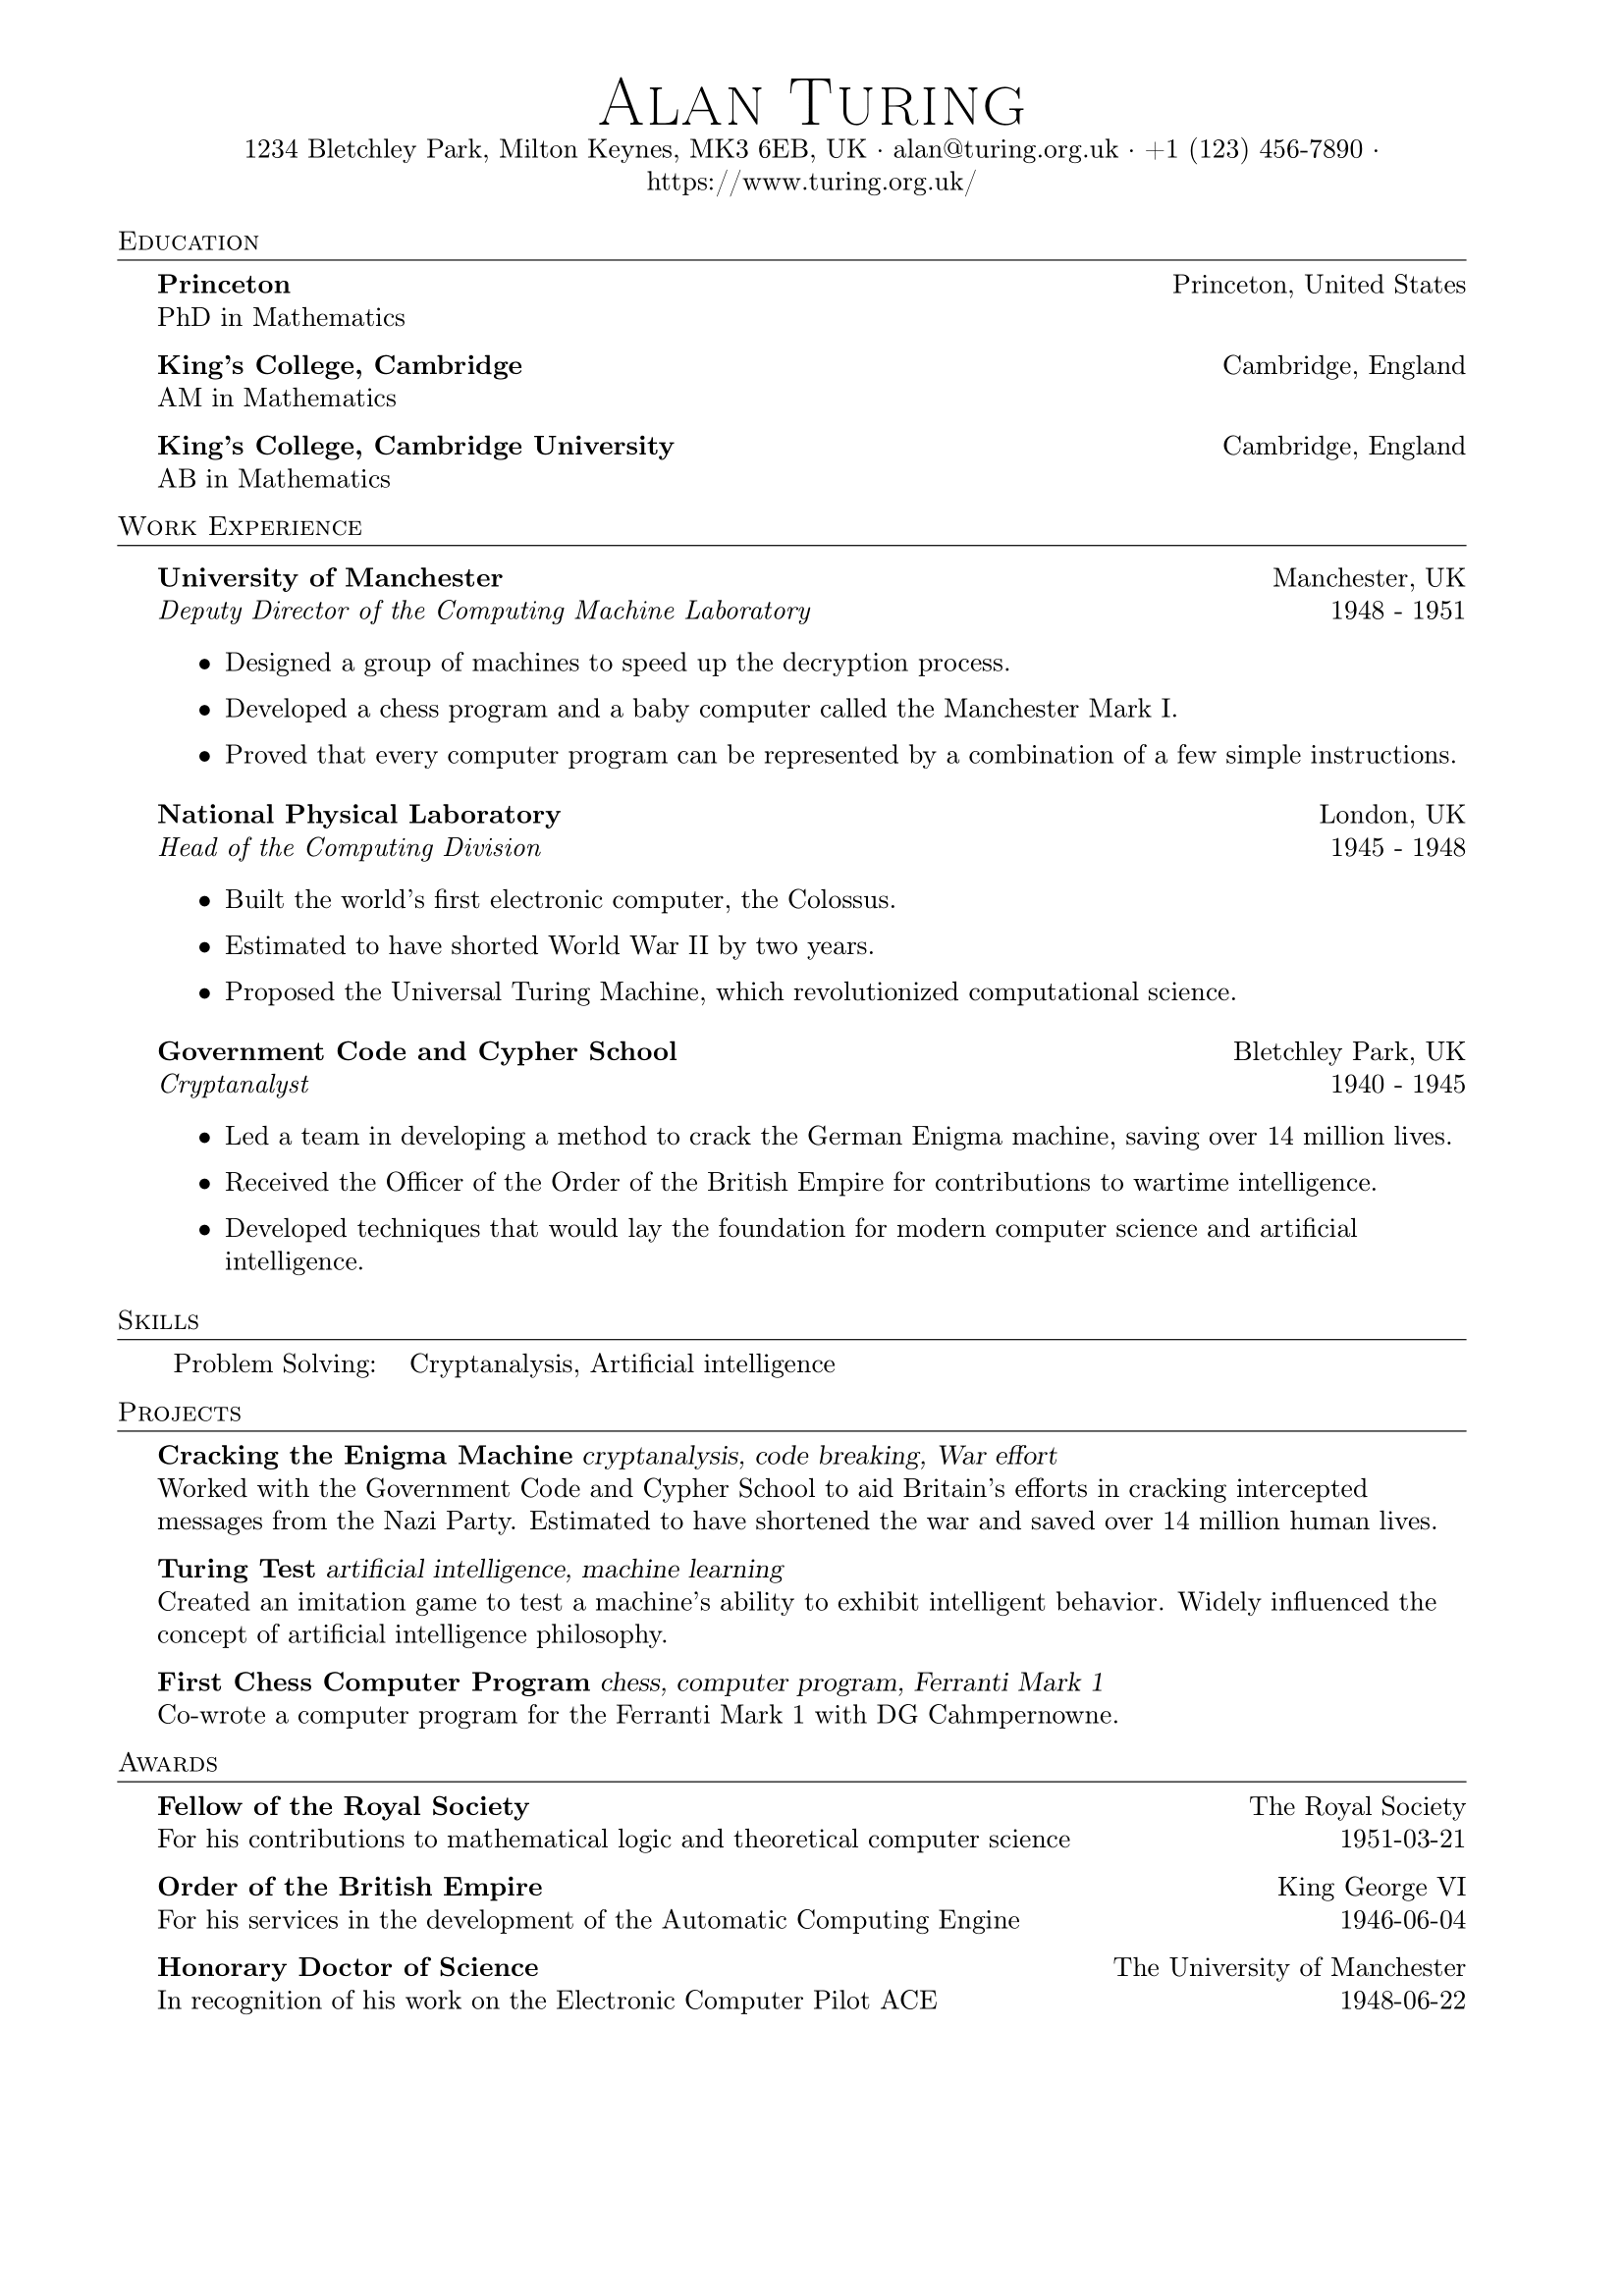 Alan Turing
1234 Bletchley Park, Milton Keynes, MK3 6EB, UK · alan@turing.org.uk · +1 (123) 456-7890 ·
https://www.turing.org.uk/
Education
Princeton Princeton, United States
PhD in Mathematics
King's College, Cambridge Cambridge, England
AM in Mathematics
King's College, Cambridge University Cambridge, England
AB in Mathematics
Work Experience
University of Manchester Manchester, UK
Deputy Director of the Computing Machine Laboratory 1948 - 1951
• Designed a group of machines to speed up the decryption process.
• Developed a chess program and a baby computer called the Manchester Mark I.
• Proved that every computer program can be represented by a combination of a few simple instructions.
National Physical Laboratory London, UK
Head of the Computing Division 1945 - 1948
• Built the world's first electronic computer, the Colossus.
• Estimated to have shorted World War II by two years.
• Proposed the Universal Turing Machine, which revolutionized computational science.
Government Code and Cypher School Bletchley Park, UK
Cryptanalyst 1940 - 1945
• Led a team in developing a method to crack the German Enigma machine, saving over 14 million lives.
• Received the Officer of the Order of the British Empire for contributions to wartime intelligence.
• Developed techniques that would lay the foundation for modern computer science and artificial
intelligence.
Skills
Problem Solving: Cryptanalysis, Artificial intelligence
Projects
Cracking the Enigma Machine cryptanalysis, code breaking, War effort
Worked with the Government Code and Cypher School to aid Britain's efforts in cracking intercepted
messages from the Nazi Party. Estimated to have shortened the war and saved over 14 million human lives.
Turing Test artificial intelligence, machine learning
Created an imitation game to test a machine's ability to exhibit intelligent behavior. Widely influenced the
concept of artificial intelligence philosophy.
First Chess Computer Program chess, computer program, Ferranti Mark 1
Co-wrote a computer program for the Ferranti Mark 1 with DG Cahmpernowne.
Awards
Fellow of the Royal Society The Royal Society
For his contributions to mathematical logic and theoretical computer science 1951-03-21
Order of the British Empire King George VI
For his services in the development of the Automatic Computing Engine 1946-06-04
Honorary Doctor of Science The University of Manchester
In recognition of his work on the Electronic Computer Pilot ACE 1948-06-22